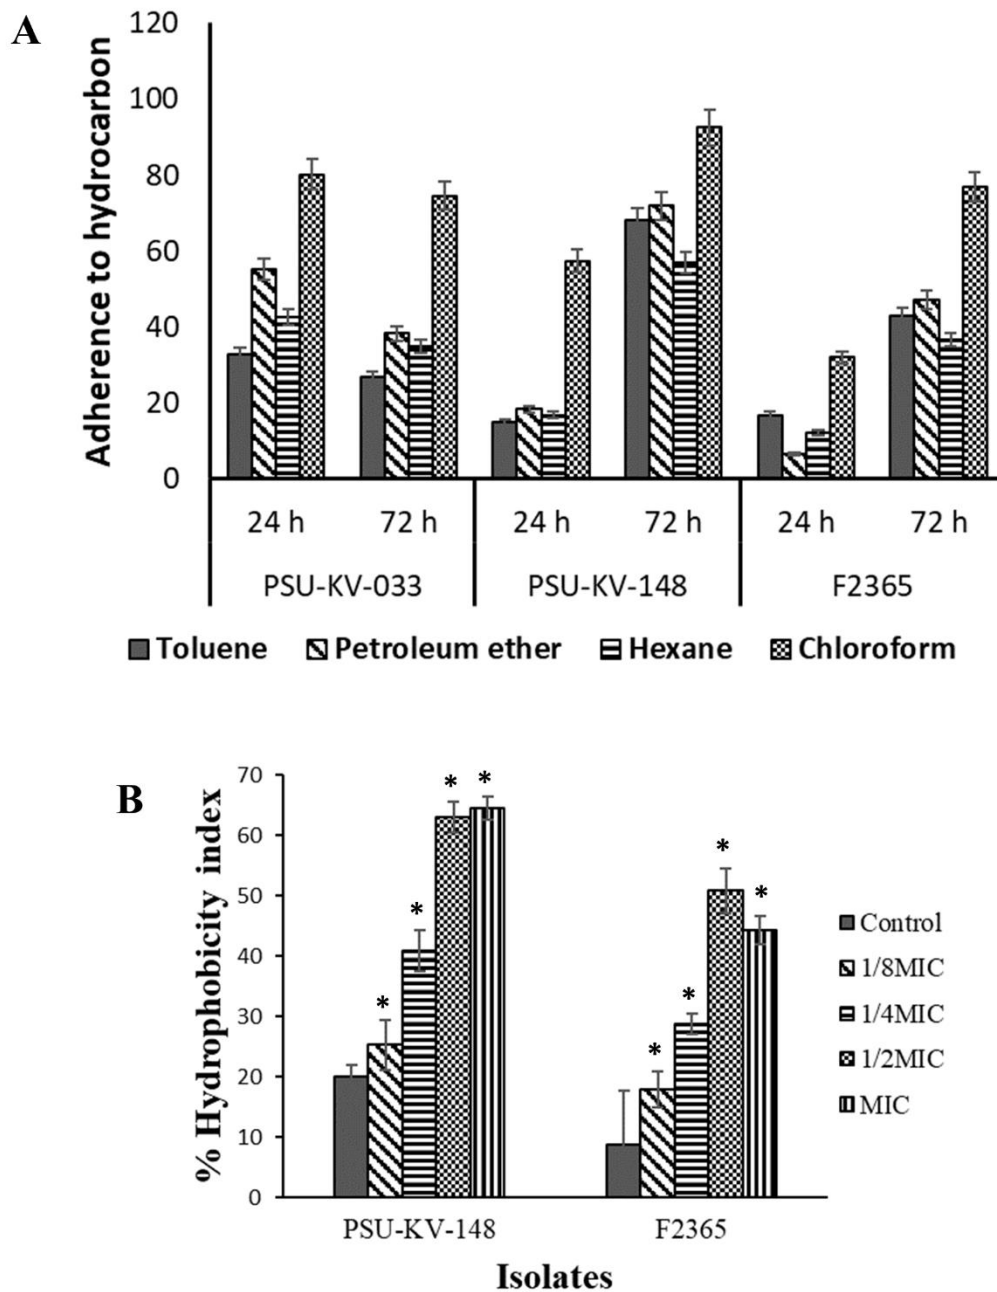 A
Adherence to hydrocarbon
120
100
80
60
40
20
0
24 h 72 h 24 h 72 h 24 h 72 h
PSU-KV-033 PSU-KV-148 F2365
Toluene Petroleum ether Hexane Chloroform
B
% Hydrophobicity index
70
60
50
40
30
20
10
0
* * * *
* * * *
Control
1/8MIC
1/4MIC
1/2MIC
MIC
PSU-KV-148 F2365
Isolates